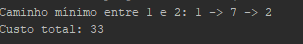 Caminho mínimo entre 1 e 2: 1 -> 7 -> 2
Custo total: 33